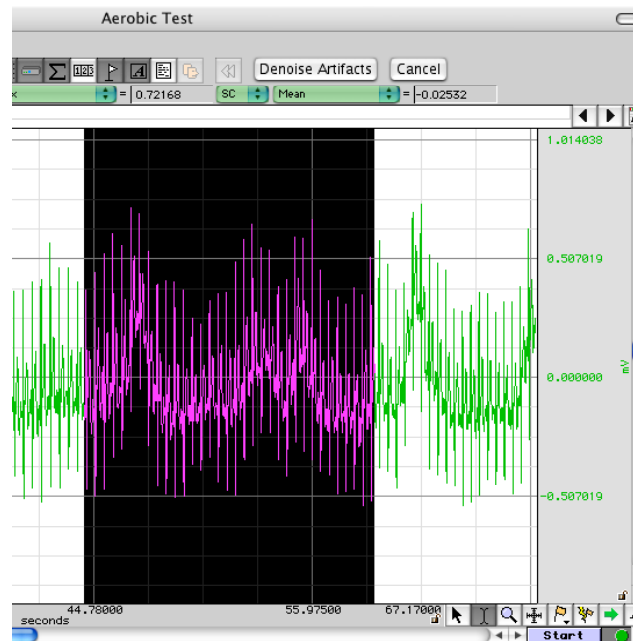 Aerobic Test
Denoise Artifacts Cancel
= 0.72168 SC Mean = -0.02532
1.014038
0.507019
0.000000
mV
-0.507019
44.78000 55.97500 67.17000
seconds
Start